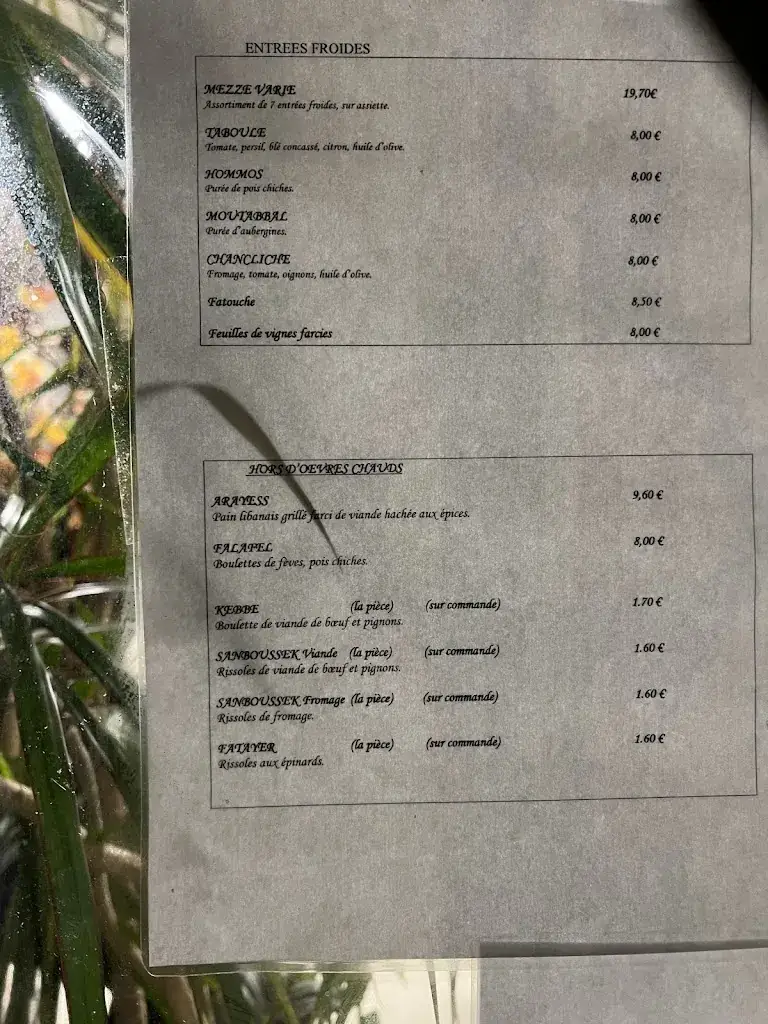 ENTREES FROIDES
MEZZE VARIE 19,70€
Assortiment de 7 entrées froides, sur assiette.
TABOULE 8,00 €
Tomate, persil, blé concassé, citron, huile d'olive.
HOMMOS 8,00 €
Purée de pois chiches.
MOUTABBAL 8,00 €
Purée d'aubergines.
CHANCLICHE 8,00 €
Fromage, tomate, oignons, huile d'olive.
Fatouche 8,50 €
Feuilles de vignes farcies 8,00 €
HORS D'OEVRES CHAUDS
ARAYESS 9,60 €
Pain libanais grillé farci de viande hachée aux épices.
FALAFEL 8,00 €
Boulettes de fèves, pois chiches.
KEBBE (la pièce) (sur commande) 1.70 €
Boulette de viande de bœuf et pignons.
SANBOUSSEK Viande (la pièce) (sur commande) 1.60 €
Rissoles de viande de bœuf et pignons.
SANBOUSSEK Fromage (la pièce) (sur commande) 1.60 €
Rissoles de fromage.
FATAYER (la pièce) (sur commande) 1.60 €
Rissoles aux épinards.